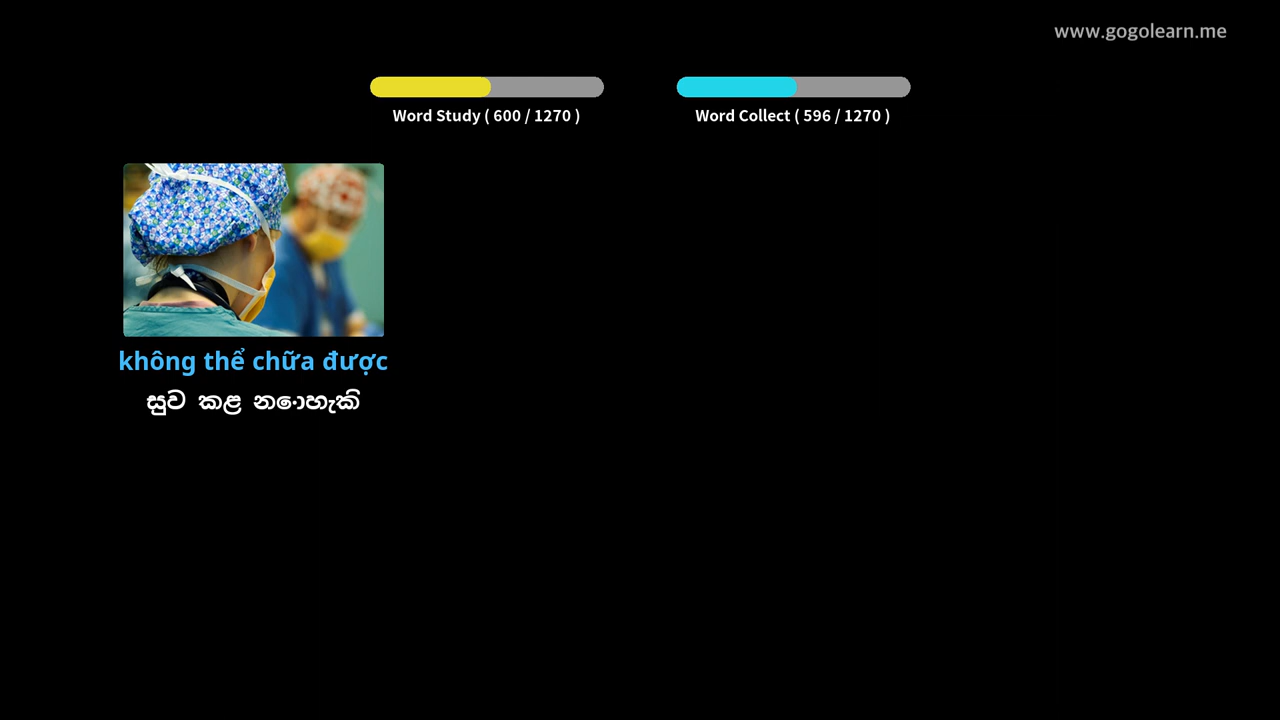 www.gogolearn.me
Word Study ( 600 / 1270 )
Word Collect ( 596 / 1270 )
không thể chữa được
සුව කළ නොහැකි